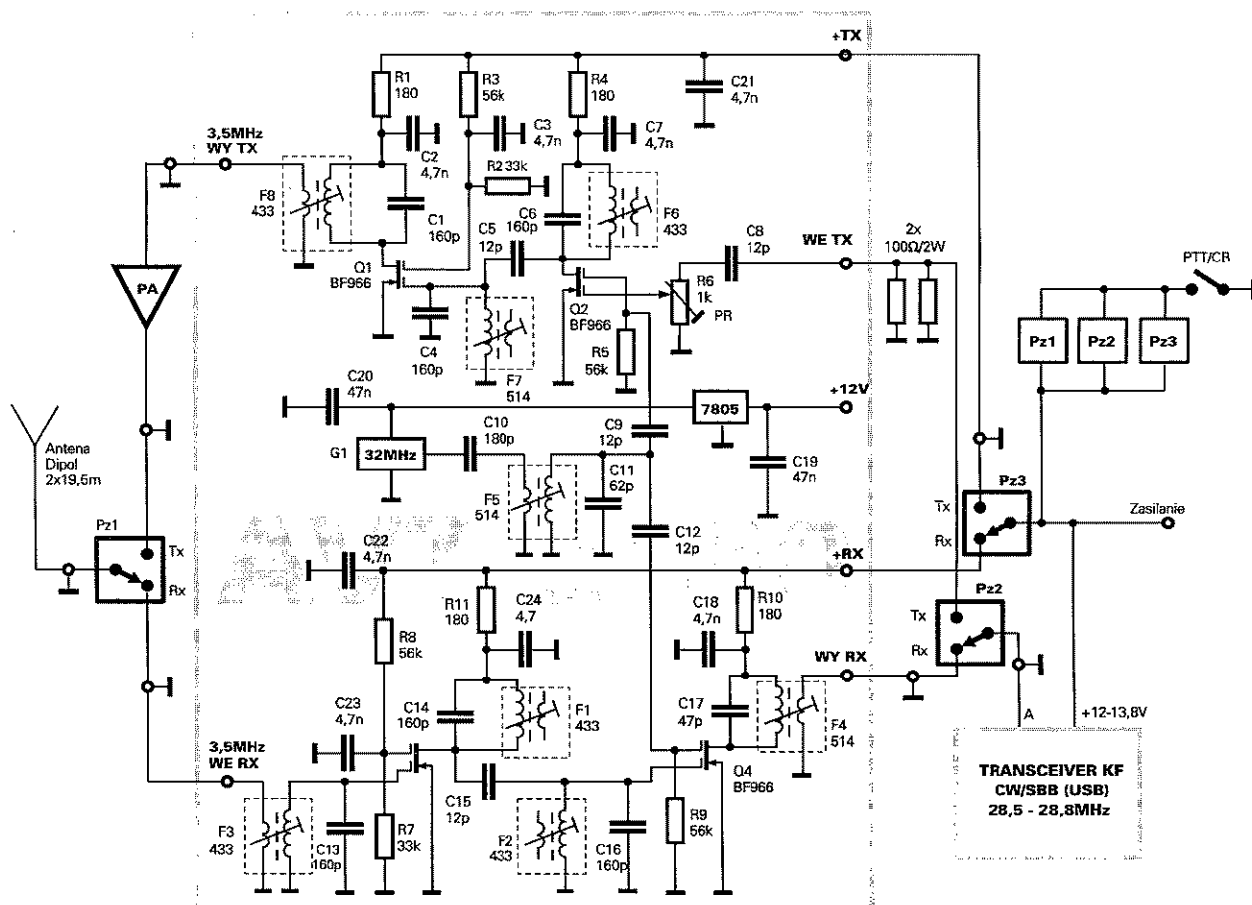 +TX
R1
180
R3
56k
R4
180
C21
4,7n
3,5MHz
WY TX
C2
4,7n
C3
4,7n
C7
4,7n
R2 33k
F8
433
C1
160p
C5
12p
C6
160p
F6
433
C8
12p
WE TX
2x
100Ω/2W
PTT/CB
PA
Q1
BF966
Q2
BF966
R6
1k
PR
Pz1
Pz2
Pz3
C4
160p
F7
514
R5
56k
C20
47n
7805
+12V
Antena
Dipol
2x19,5m
G1
32MHz
C10
180p
C9
12p
C19
47n
F5
514
C11
62p
Pz3
Tx
Rx
Zasilanie
Pz1
Tx
Rx
C22
4,7n
C12
12p
+RX
R11
180
C24
4,7
C18
4,7n
R10
180
Pz2
Tx
Rx
R8
56k
WY RX
C23
4,7n
C14
160p
F1
433
C17
47p
F4
514
A
+12-13,8V
3,5MHz
WE RX
C15
12p
Q4
BF966
TRANSCEIVER KF
CW/SBB (USB)
28,5 - 28,8MHz
F3
433
C13
160p
R7
33k
F2
433
C16
160p
R9
56k